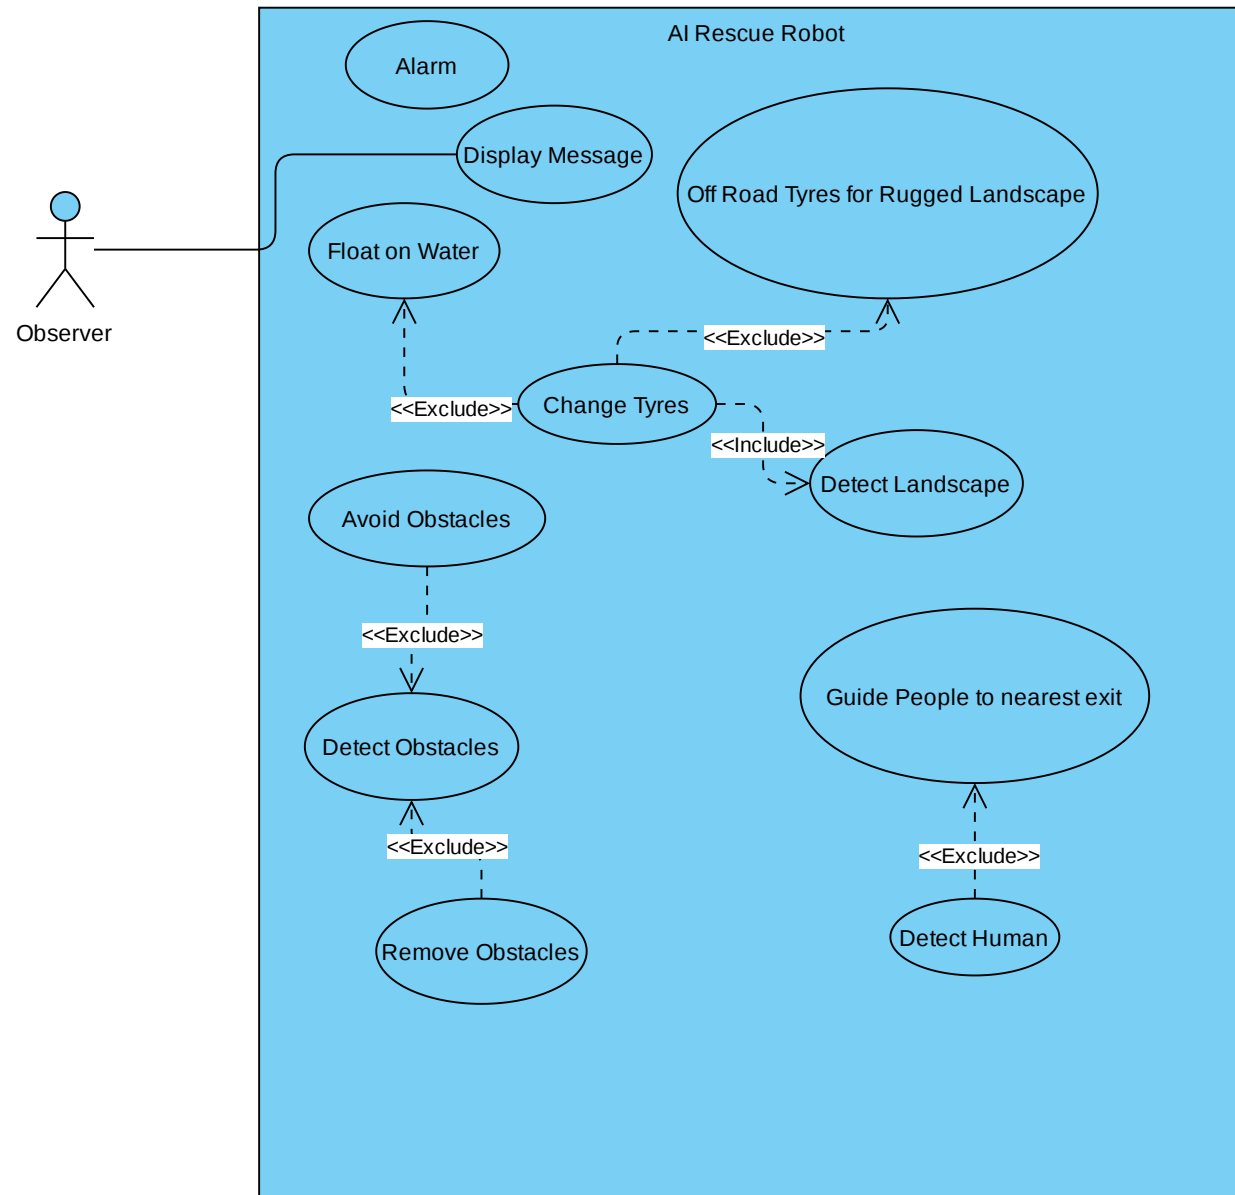 AI Rescue Robot
Alarm
Display Message
Off Road Tyres for Rugged Landscape
Float on Water
Observer
<<Exclude>>
Change Tyres
<<Exclude>>
<<Include>>
Detect Landscape
Avoid Obstacles
<<Exclude>>
Guide People to nearest exit
Detect Obstacles
<<Exclude>>
<<Exclude>>
Detect Human
Remove Obstacles